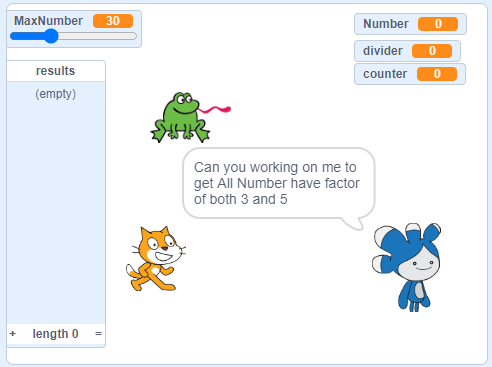 MaxNumber 30
Number 0
divider 0
counter 0
results
(empty)
+ length 0 =
Can you working on me to
get All Number have factor
of both 3 and 5